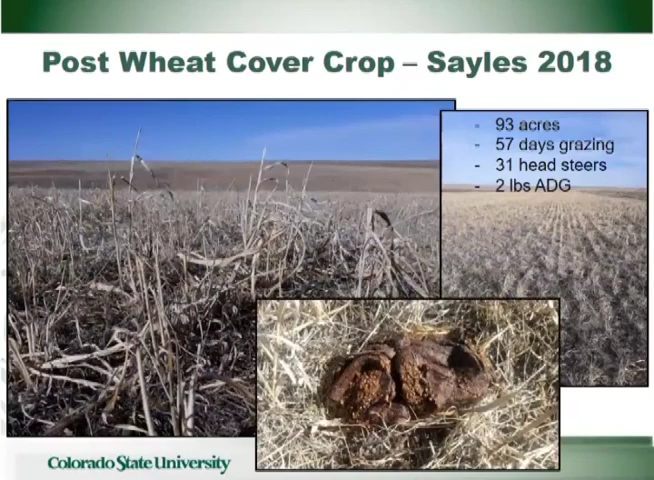 Post Wheat Cover Crop – Sayles 2018
- 93 acres
- 57 days grazing
- 31 head steers
- 2 lbs ADG
Colorado State University